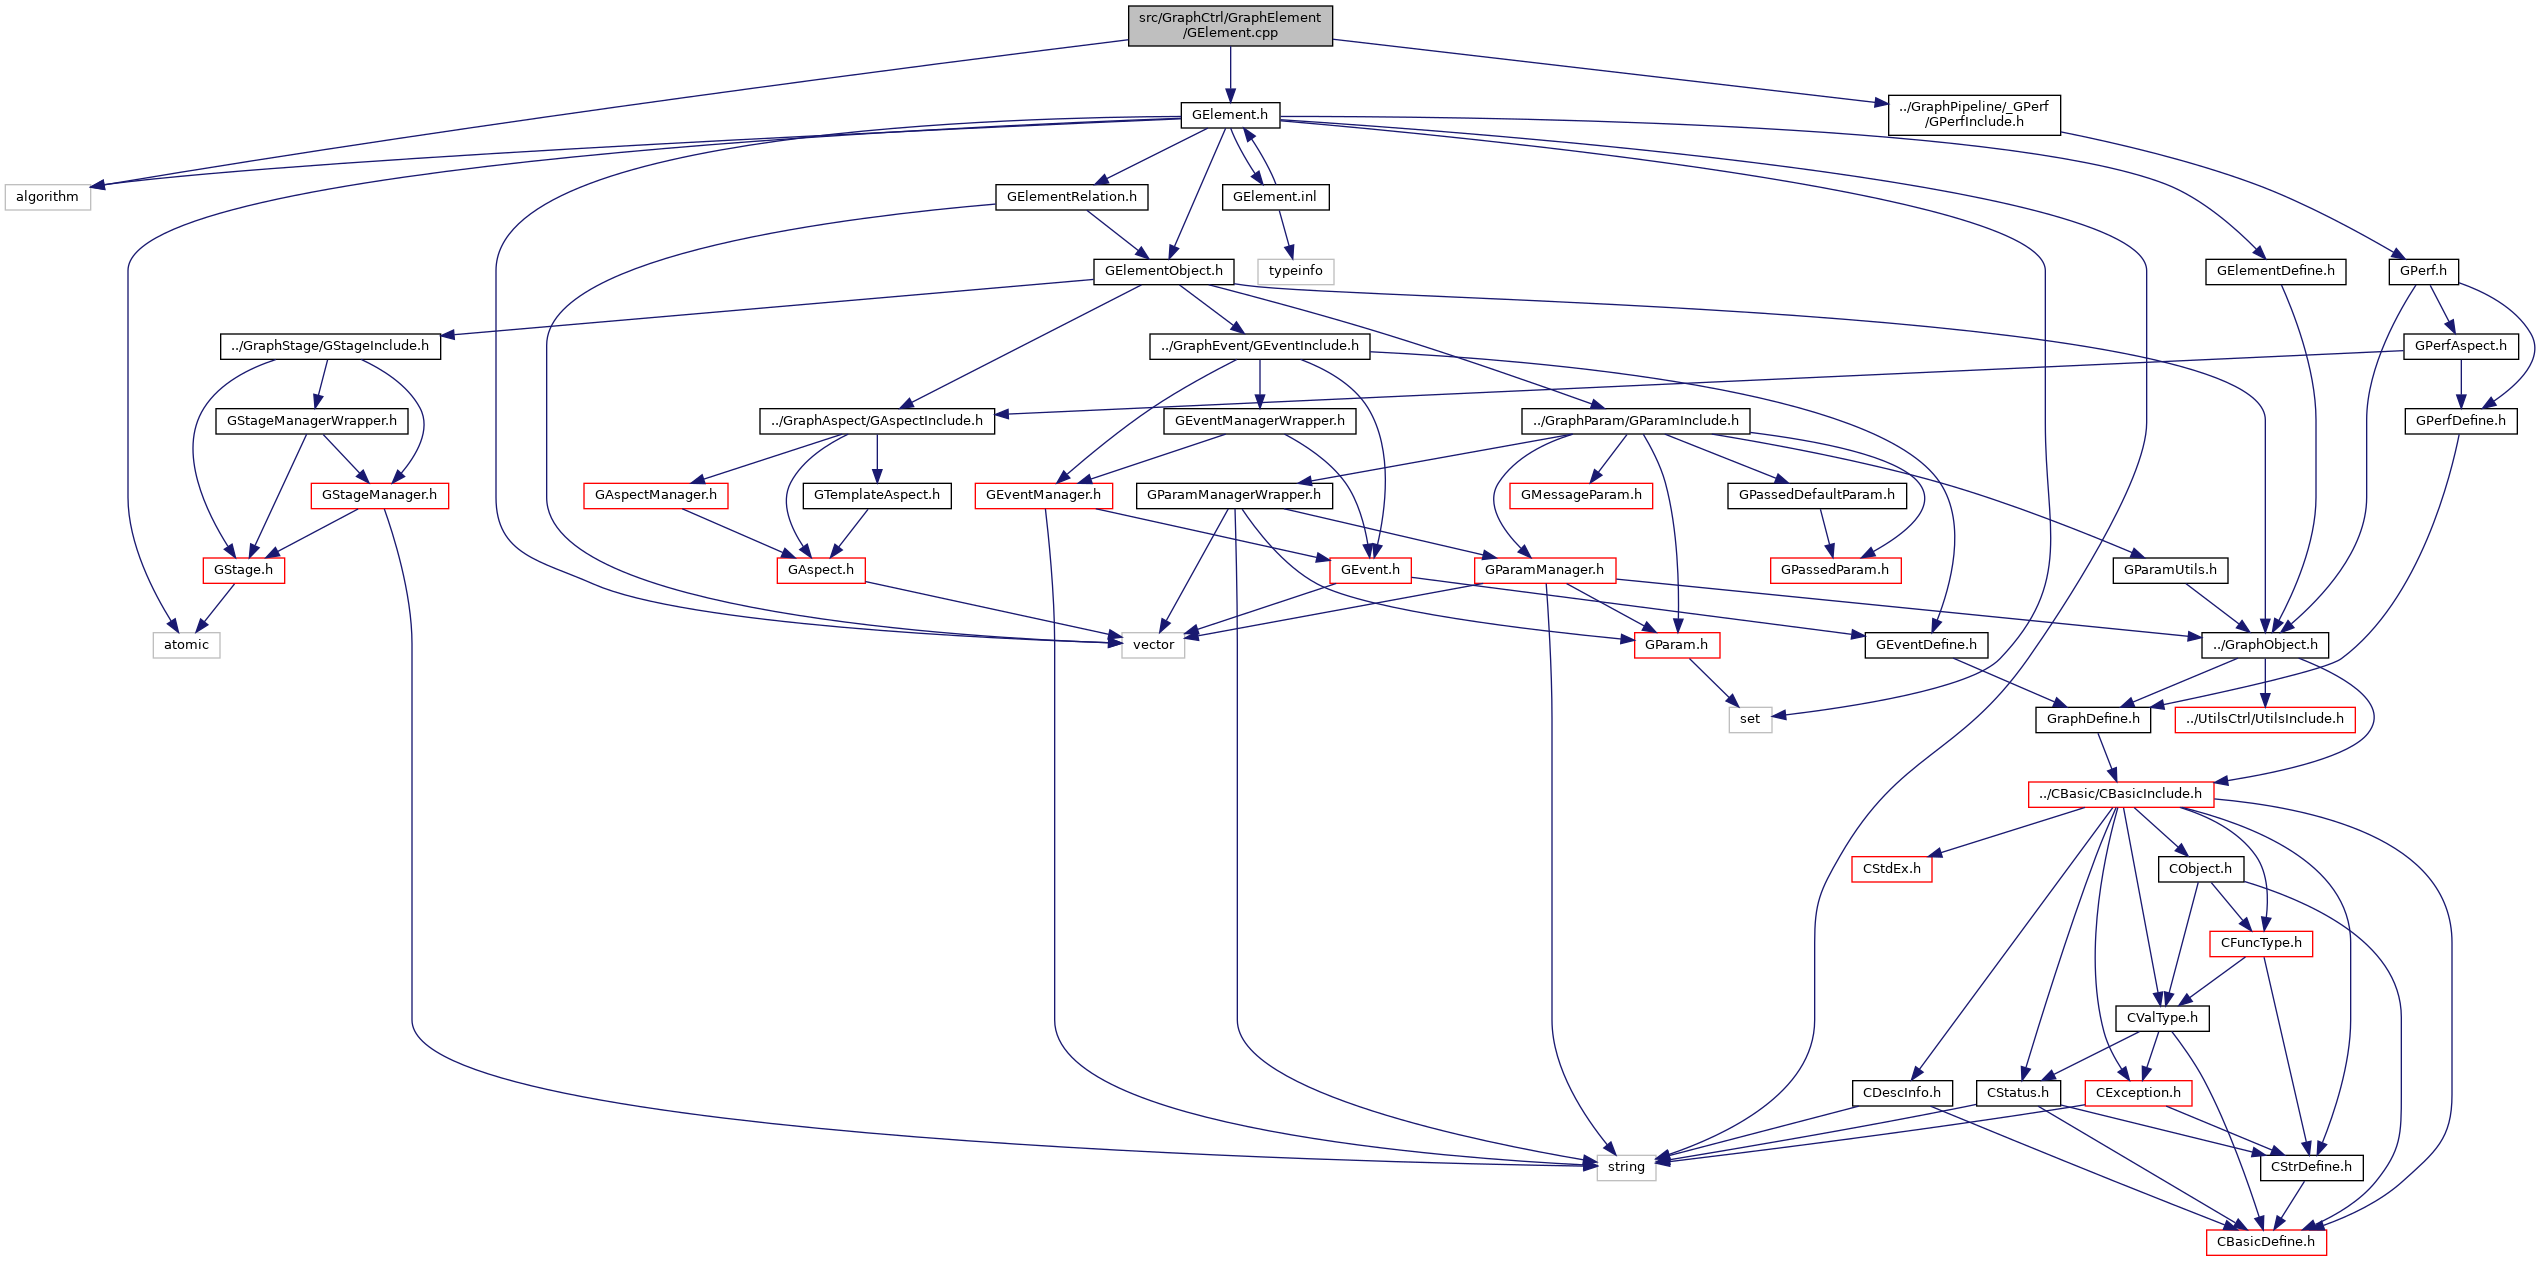 src/GraphCtrl/GraphElement
/GElement.cpp
GElement.h
../GraphPipeline/_GPerf
/GPerfInclude.h
algorithm
GElementRelation.h
GElement.inl
GElementObject.h
typeinfo
GElementDefine.h
GPerf.h
../GraphStage/GStageInclude.h
../GraphEvent/GEventInclude.h
GPerfAspect.h
GStageManagerWrapper.h
../GraphAspect/GAspectInclude.h
GEventManagerWrapper.h
../GraphParam/GParamInclude.h
GPerfDefine.h
GStageManager.h
GAspectManager.h
GTemplateAspect.h
GEventManager.h
GParamManagerWrapper.h
GMessageParam.h
GPassedDefaultParam.h
GStage.h
GAspect.h
GEvent.h
GParamManager.h
GPassedParam.h
GParamUtils.h
atomic
vector
GParam.h
GEventDefine.h
../GraphObject.h
set
GraphDefine.h
../UtilsCtrl/UtilsInclude.h
../CBasic/CBasicInclude.h
CStdEx.h
CObject.h
CFuncType.h
CValType.h
CDescInfo.h
CStatus.h
CException.h
string
CStrDefine.h
CBasicDefine.h